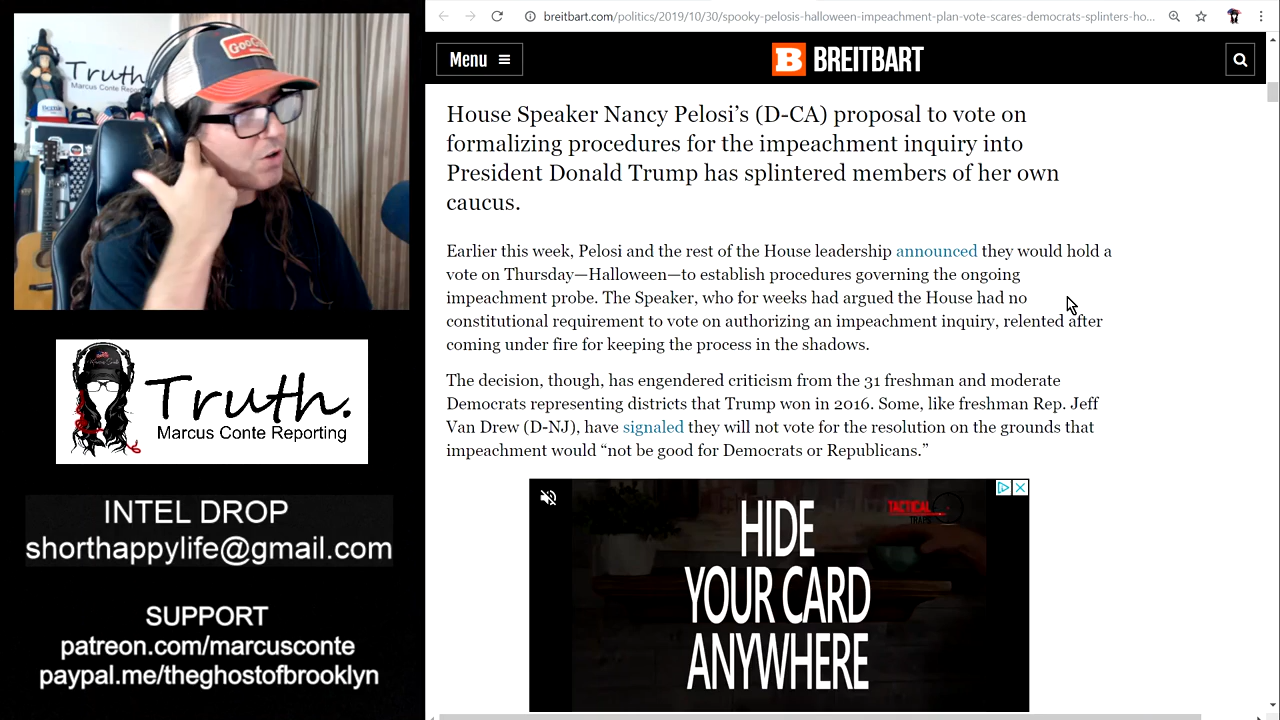 Truth.
Marcus Conte Repor
GooG
Truth.
Marcus Conte Reporting
INTEL DROP
shorthappylife@gmail.com
SUPPORT
patreon.com/marcusconte
paypal.me/theghostofbrooklyn
breitbart.com/politics/2019/10/30/spooky-pelosis-halloween-impeachment-plan-vote-scares-democrats-splinters-ho...
Menu
B BREITBART
House Speaker Nancy Pelosi’s (D-CA) proposal to vote on
formalizing procedures for the impeachment inquiry into
President Donald Trump has splintered members of her own
caucus.
Earlier this week, Pelosi and the rest of the House leadership announced they would hold a
vote on Thursday—Halloween—to establish procedures governing the ongoing
impeachment probe. The Speaker, who for weeks had argued the House had no
constitutional requirement to vote on authorizing an impeachment inquiry, relented after
coming under fire for keeping the process in the shadows.
The decision, though, has engendered criticism from the 31 freshman and moderate
Democrats representing districts that Trump won in 2016. Some, like freshman Rep. Jeff
Van Drew (D-NJ), have signaled they will not vote for the resolution on the grounds that
impeachment would “not be good for Democrats or Republicans.”
TACTICAL
HIDE
YOUR CARD
ANYWHERE